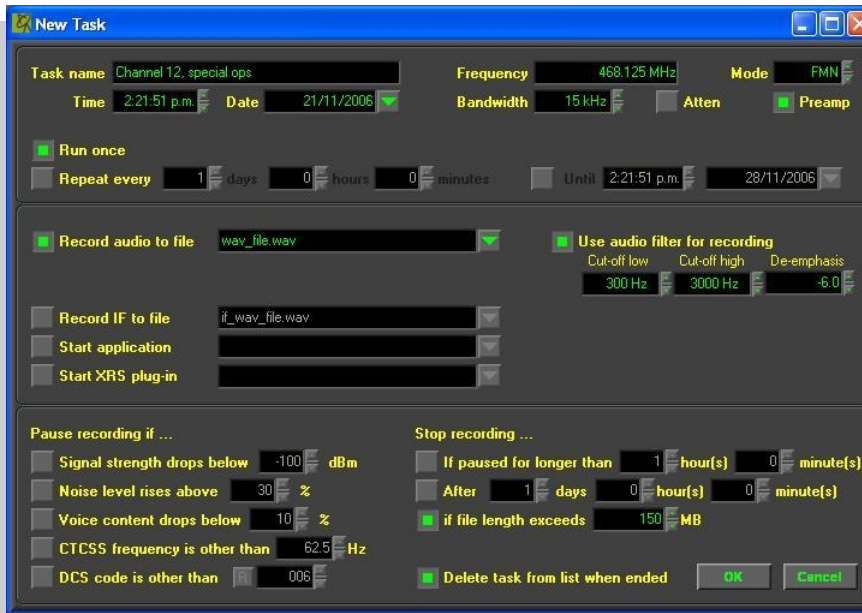 New Task
Task name Channel 12, special ops Frequency 468.125 MHz Mode FMN
Time 2:21:51 p.m. Date 21/11/2006 Bandwidth 15 kHz Atten Preamp
Run once
Repeat every 1 days 0 hours 0 minutes Until 2:21:51 p.m. 28/11/2006
Record audio to file wav_file.wav Use audio filter for recording
Cut-off low Cut-off high De-emphasis
300 Hz 3000 Hz -6.0
Record IF to file if_wav_file.wav
Start application
Start XRS plug-in
Pause recording if ... Stop recording ...
Signal strength drops below -100 dBm If paused for longer than 1 hour(s) 0 minute(s)
Noise level rises above 30 % After 1 days 0 hour(s) 0 minute(s)
Voice content drops below 10 % if file length exceeds 150 MB
CTCSS frequency is other than 62.5 Hz
DCS code is other than 006 Delete task from list when ended OK Cancel